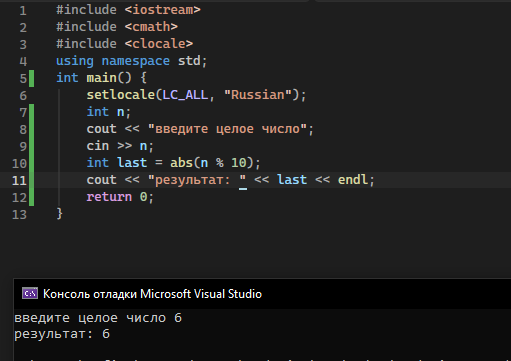 1 #include <iostream>
2 #include <cmath>
3 #include <clocale>
4 using namespace std;
5 int main() {
6 setlocale(LC_ALL, "Russian");
7 int n;
8 cout << "введите целое число";
9 cin >> n;
10 int last = abs(n % 10);
11 cout << "результат: " << last << endl;
12 return 0;
13 }
Консоль отладки Microsoft Visual Studio
введите целое число 6
результат: 6